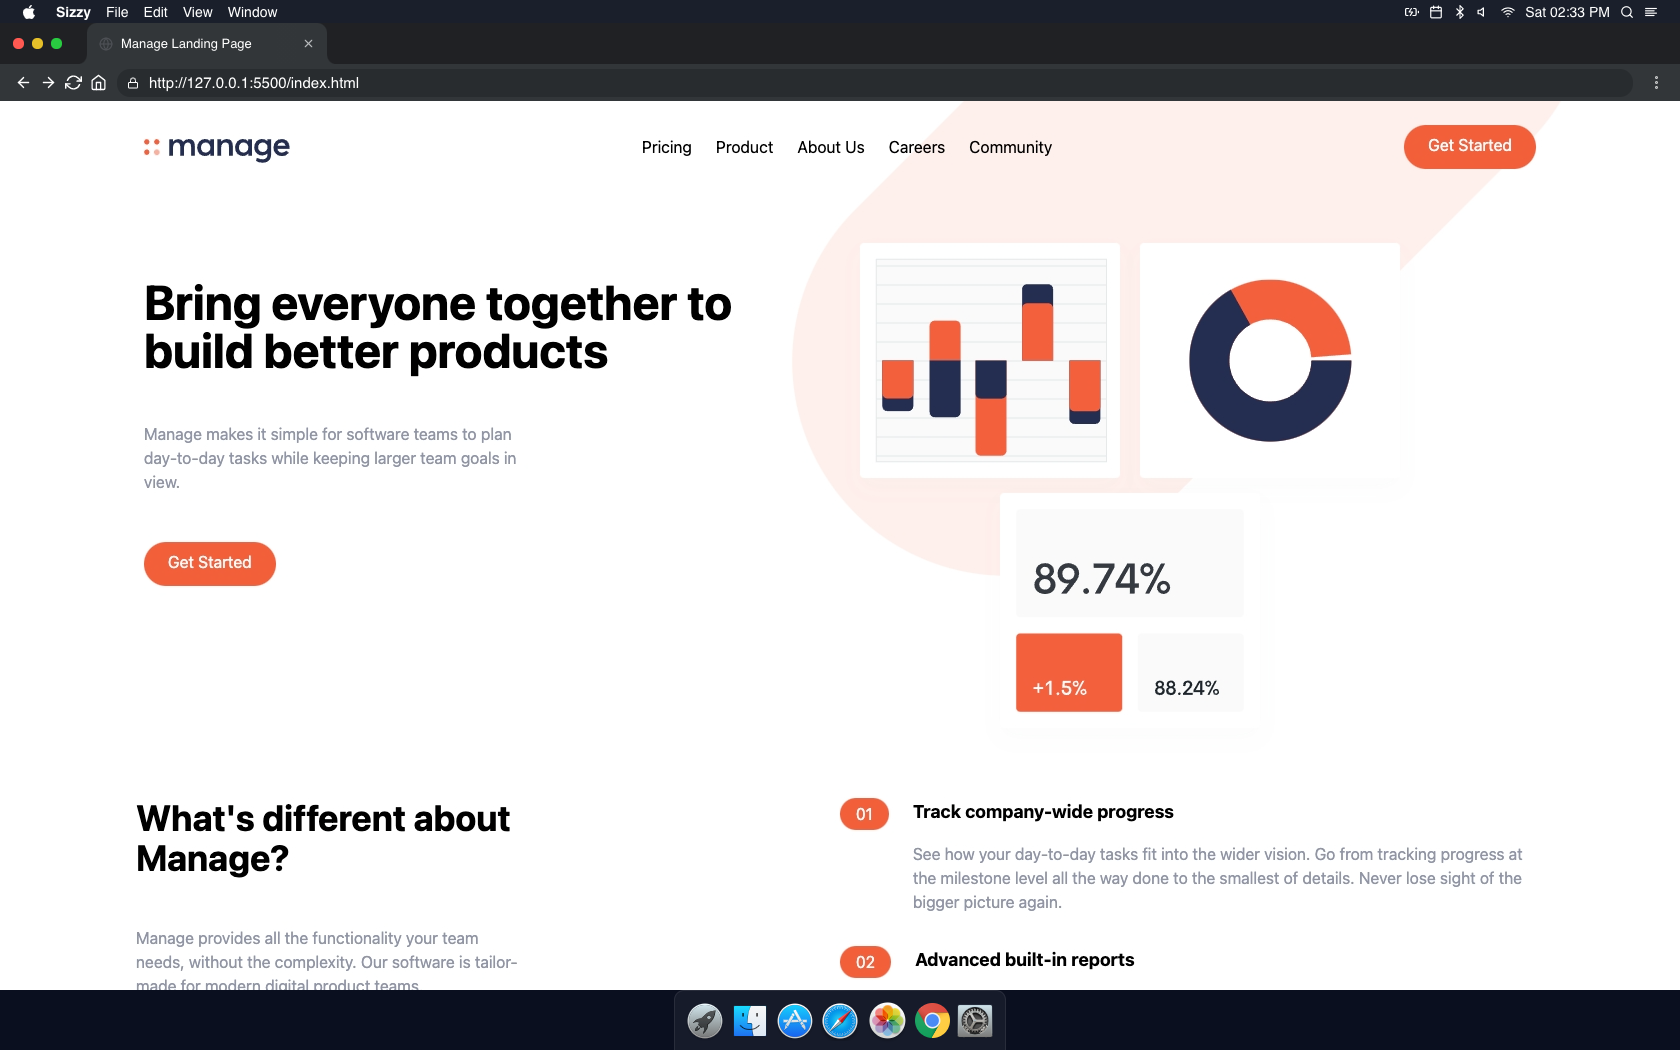 Sizzy File Edit View Window
Sat 02:33 PM
Manage Landing Page
http://127.0.0.1:5500/index.html
manage
Pricing Product About Us Careers Community
Get Started
Bring everyone together to
build better products
Manage makes it simple for software teams to plan
day-to-day tasks while keeping larger team goals in
view.
Get Started
89.74%
+1.5%
88.24%
What's different about
Manage?
Manage provides all the functionality your team
needs, without the complexity. Our software is tailor-
made for modern digital product teams.
01
Track company-wide progress
See how your day-to-day tasks fit into the wider vision. Go from tracking progress at
the milestone level all the way done to the smallest of details. Never lose sight of the
bigger picture again.
02
Advanced built-in reports